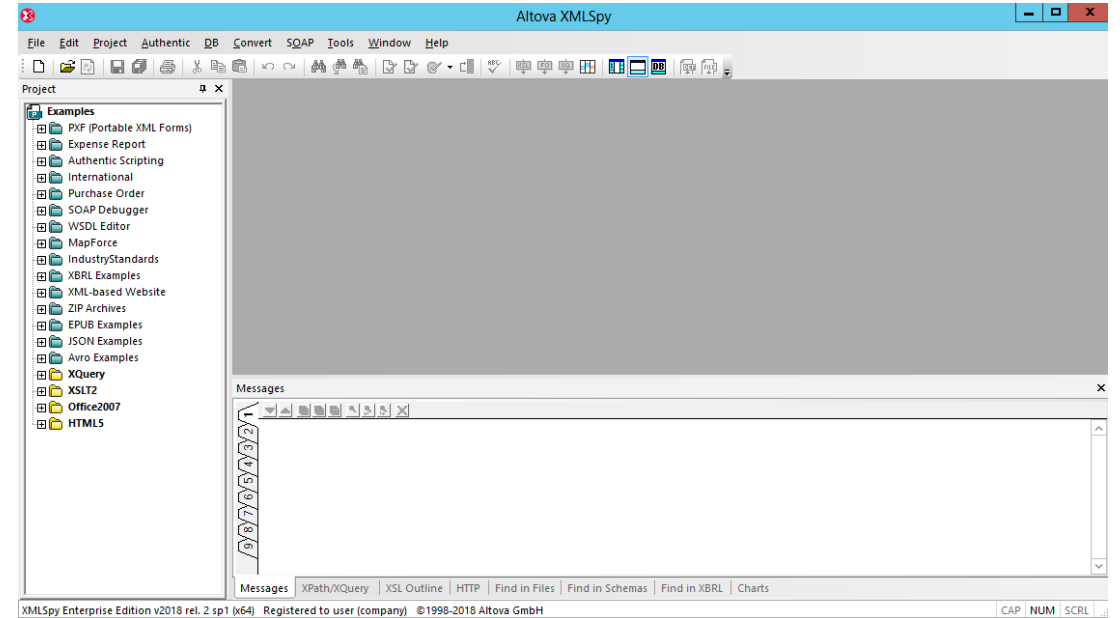 Altova XMLSpy
File Edit Project Authentic DB Convert SOAP Tools Window Help
ABC DB
Project
Examples
PXF (Portable XML Forms)
Expense Report
Authentic Scripting
International
Purchase Order
SOAP Debugger
WSDL Editor
MapForce
IndustryStandards
XBRL Examples
XML-based Website
ZIP Archives
EPUB Examples
JSON Examples
Avro Examples
XQuery
XSLT2
Office2007
HTML5
Messages
1
2
3
4
5
6
7
8
9
Messages XPath/XQuery XSL Outline HTTP Find in Files Find in Schemas Find in XBRL Charts
XMLSpy Enterprise Edition v2018 rel. 2 sp1 (x64) Registered to user (company) ©1998-2018 Altova GmbH CAP NUM SCRL